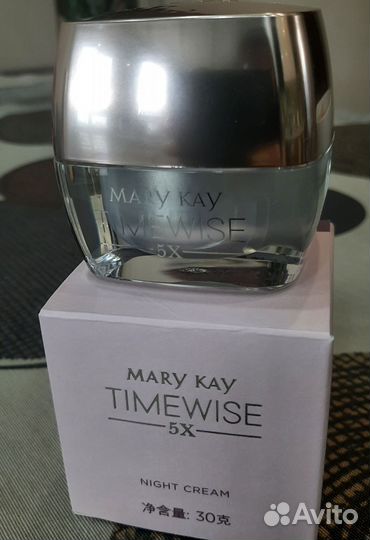 MARY KAY
TIMEWISE
5X
MARY KAY
TIMEWISE
5X
NIGHT CREAM
净含量: 30克
Avito